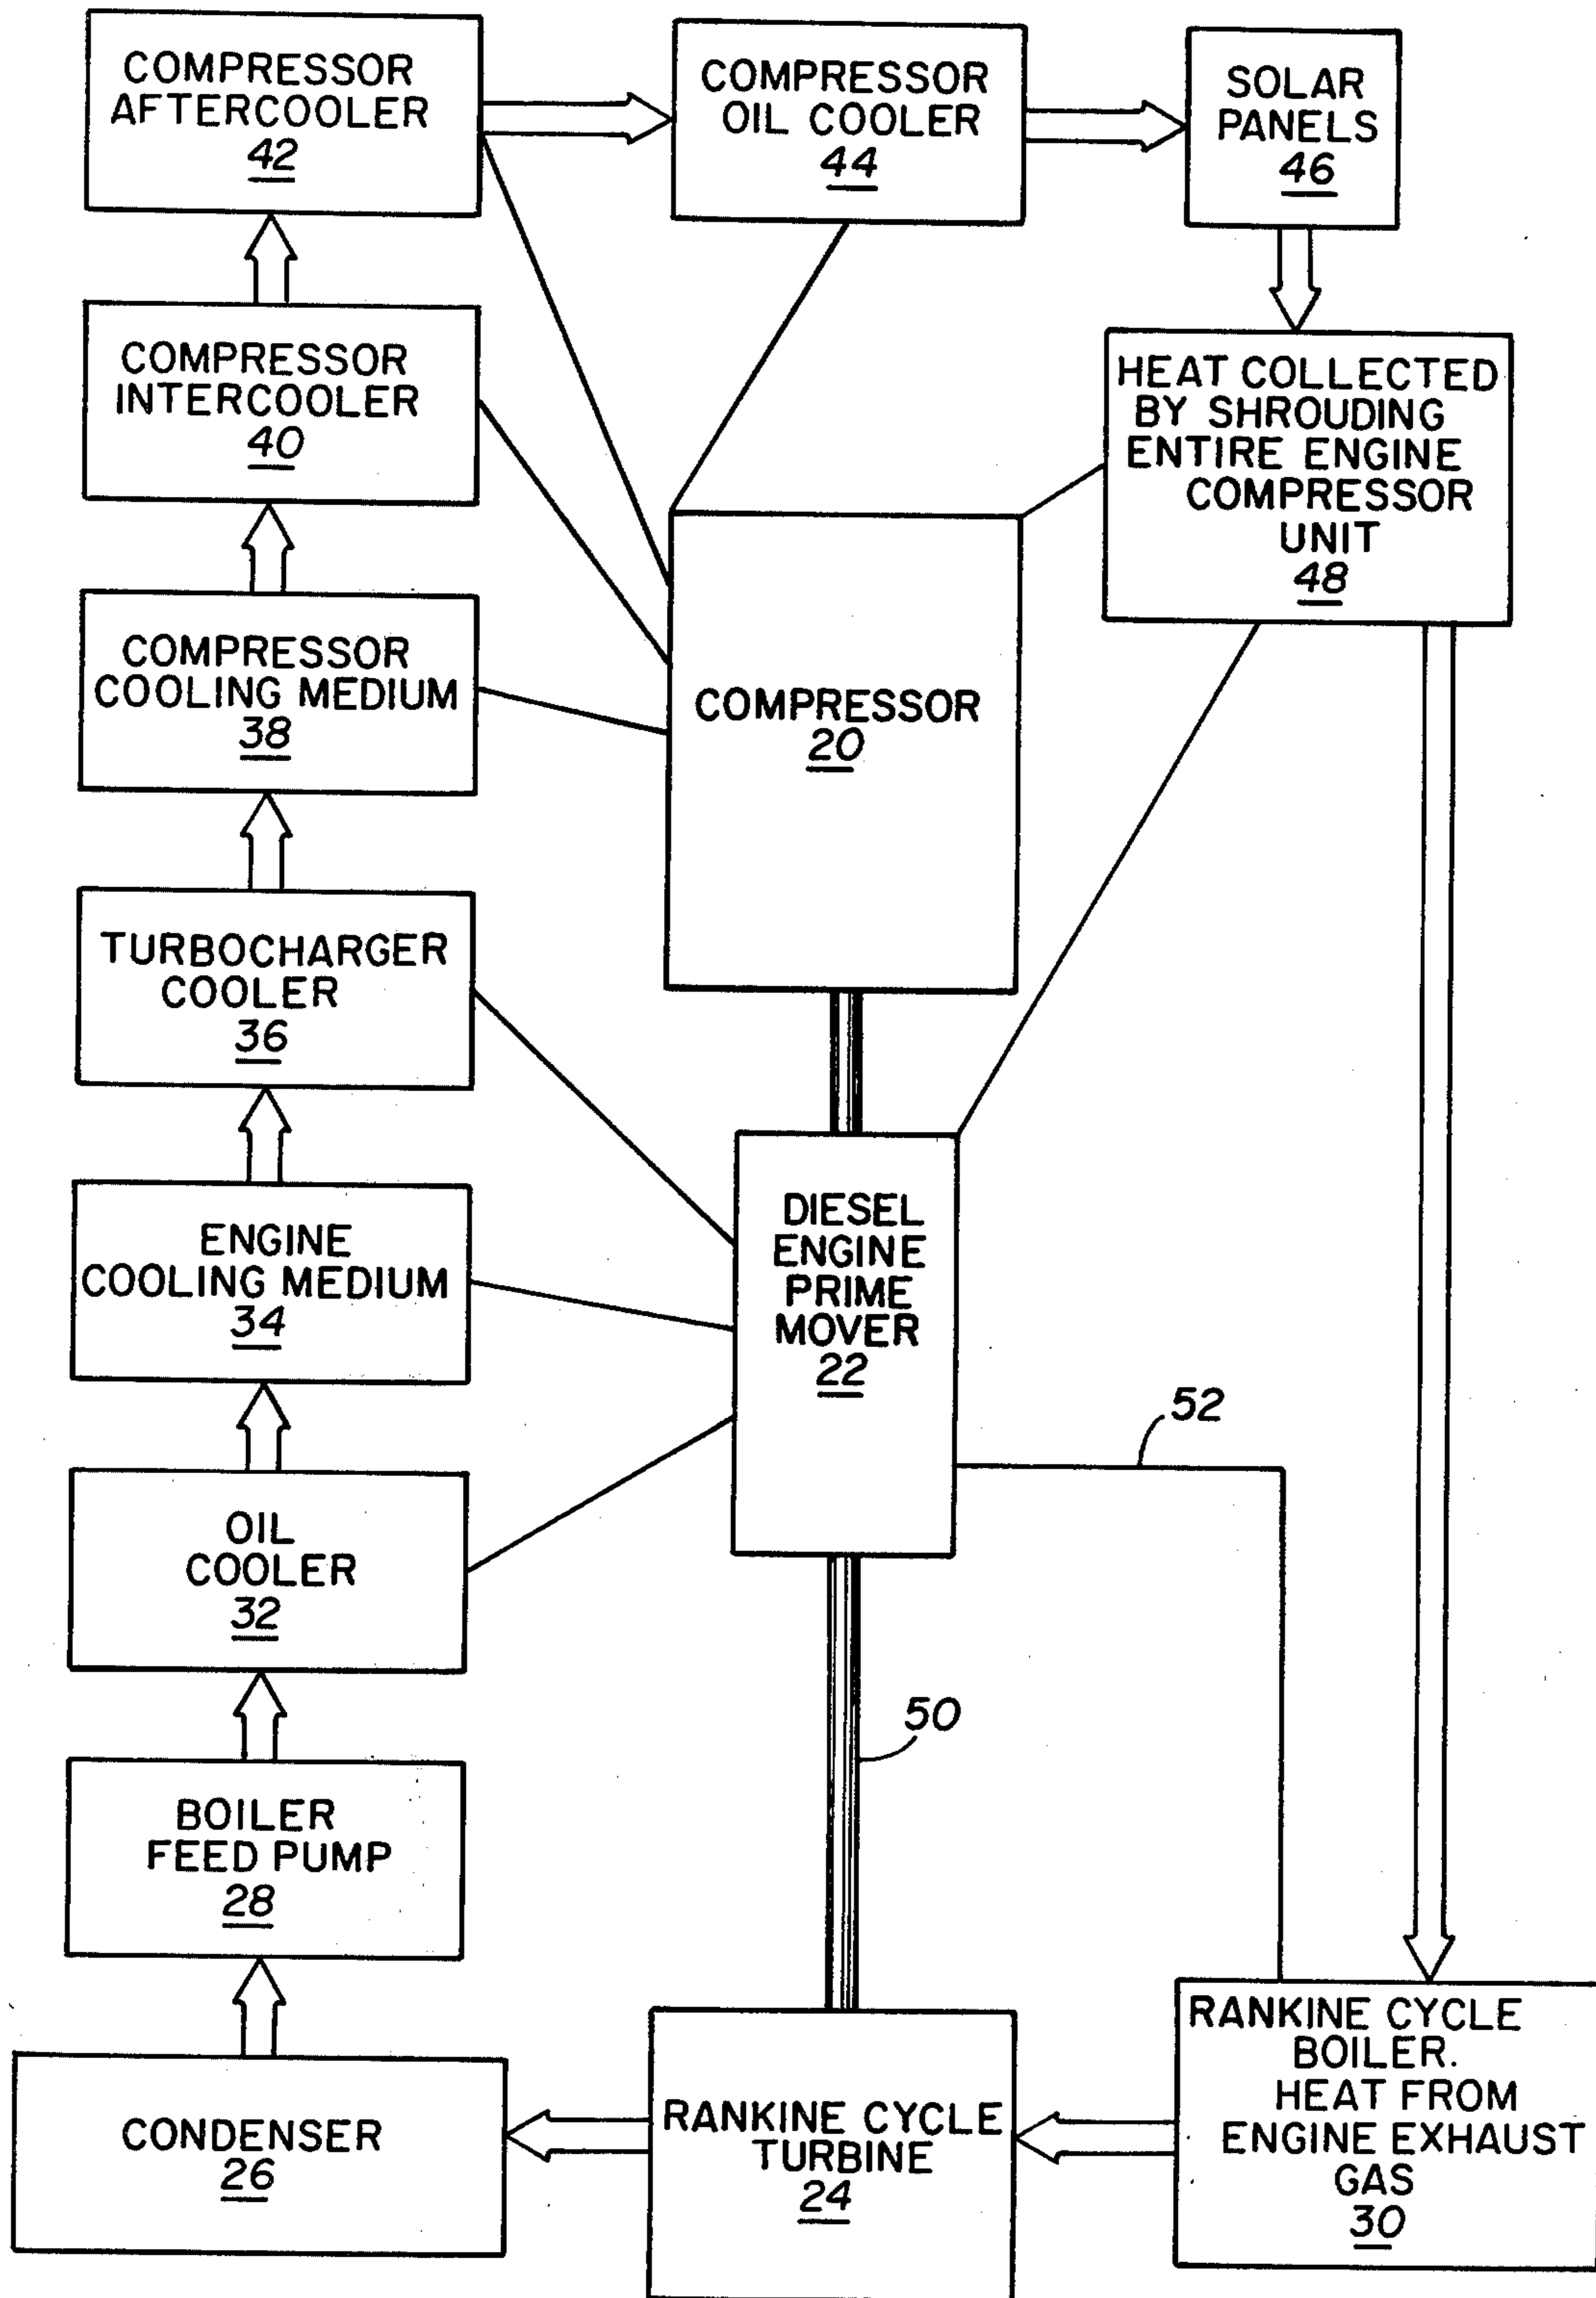 COMPRESSOR
AFTERCOOLER
42
COMPRESSOR
OIL COOLER
44
SOLAR
PANELS
46
COMPRESSOR
INTERCOOLER
40
HEAT COLLECTED
BY SHROUDING
ENTIRE ENGINE
COMPRESSOR
UNIT
48
COMPRESSOR
COOLING MEDIUM
38
COMPRESSOR
20
TURBOCHARGER
COOLER
36
ENGINE
COOLING MEDIUM
34
DIESEL
ENGINE
PRIME
MOVER
22
52
OIL
COOLER
32
50
BOILER
FEED PUMP
28
CONDENSER
26
RANKINE CYCLE
TURBINE
24
RANKINE CYCLE
BOILER.
HEAT FROM
ENGINE EXHAUST
GAS
30